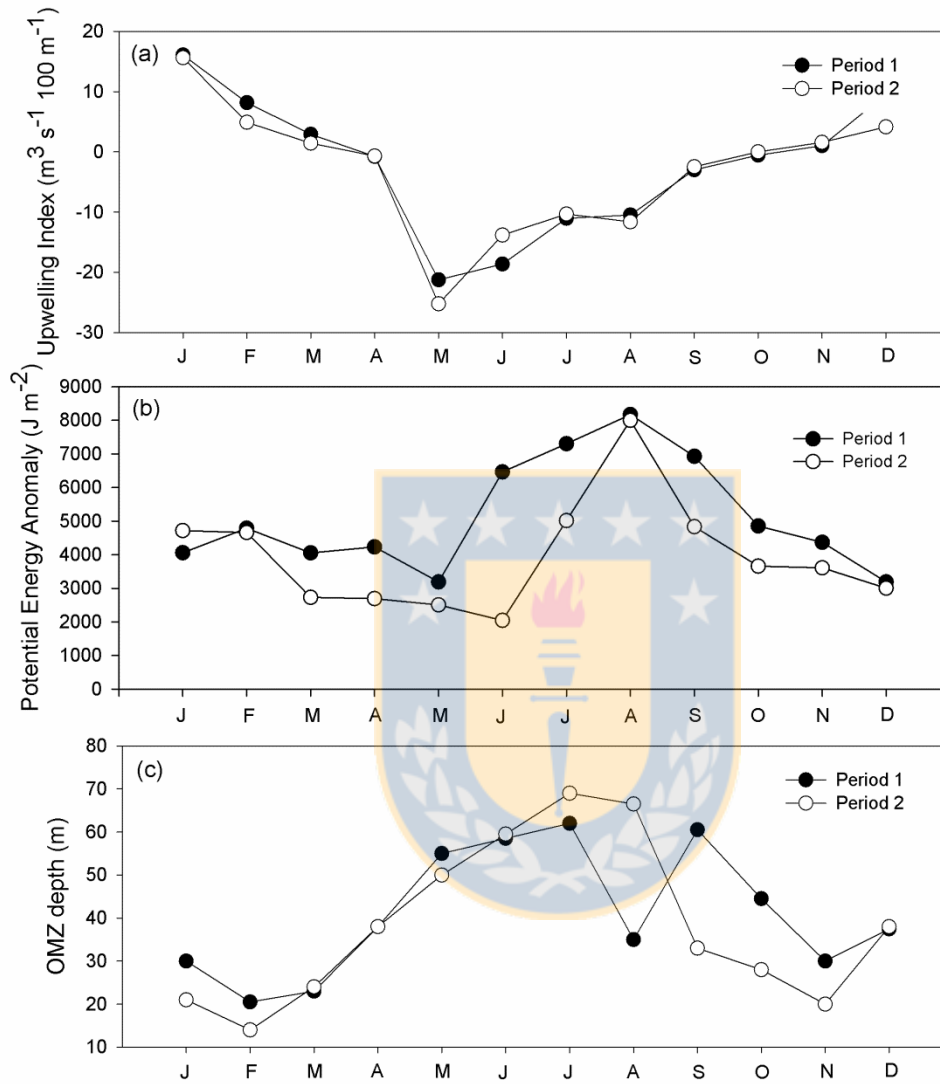 (a)
Period 1
Period 2
Upwelling Index (m³ s⁻¹ 100 m⁻¹)
20
10
0
-10
-20
-30
J F M A M J J A S O N D
(b)
Period 1
Period 2
Potential Energy Anomaly (J m⁻²)
9000
8000
7000
6000
5000
4000
3000
2000
1000
0
J F M A M J J A S O N D
(c)
Period 1
Period 2
OMZ depth (m)
80
70
60
50
40
30
20
10
J F M A M J J A S O N D